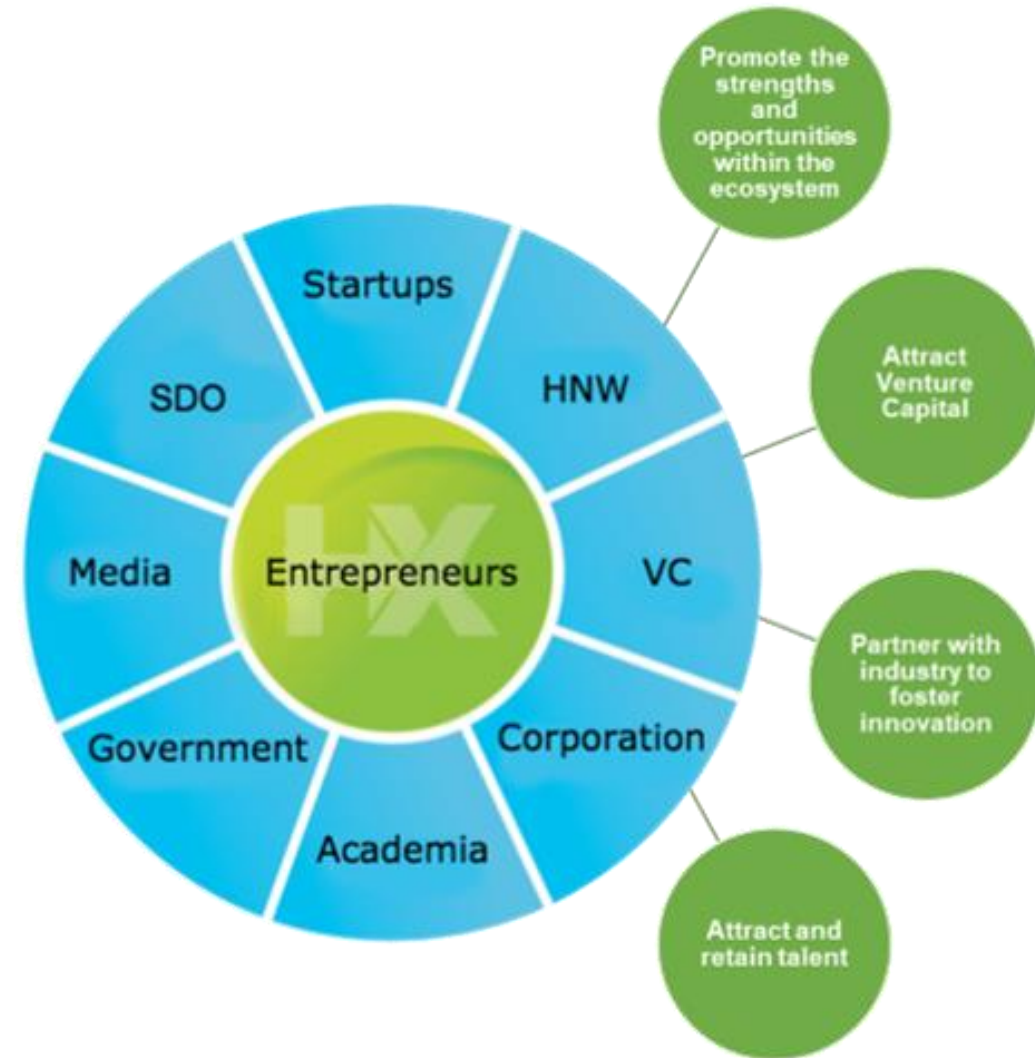 Promote the
strengths
and
opportunities
within the
ecosystem
Startups
HNW
SDO
Attract
Venture
Capital
Media
HX
Entrepreneurs
VC
Partner with
industry to
foster
innovation
Government
Corporation
Academia
Attract and
retain talent